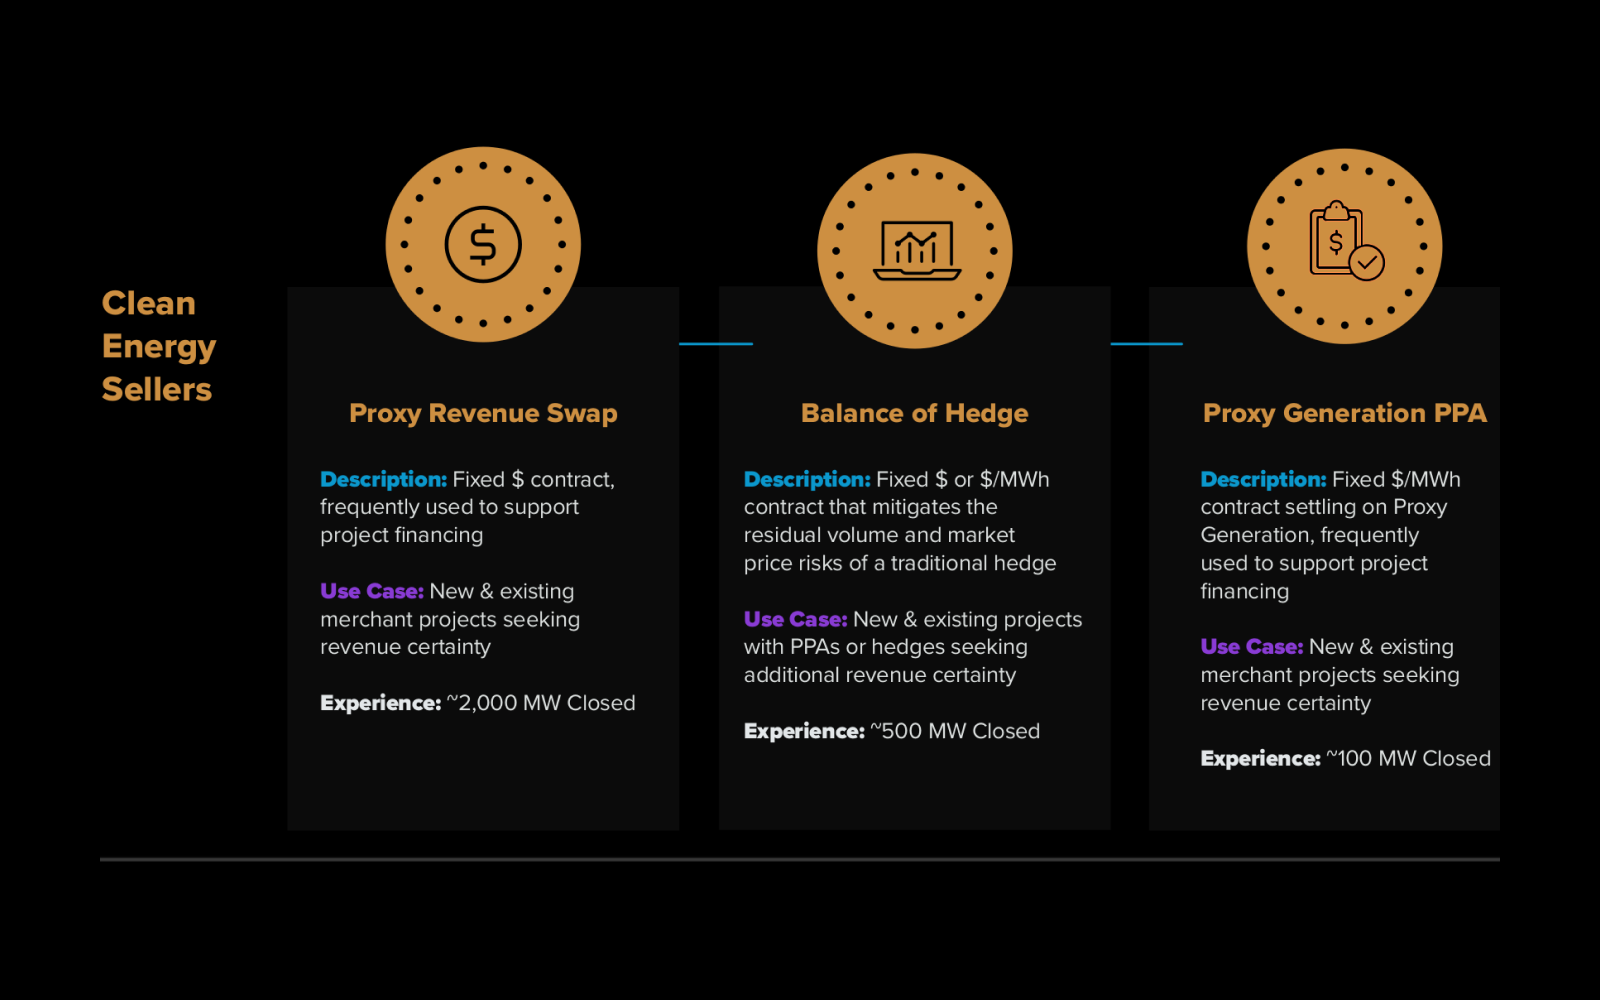 Clean
Energy
Sellers
Proxy Revenue Swap
Description: Fixed $ contract,
frequently used to support
project financing
Use Case: New & existing
merchant projects seeking
revenue certainty
Experience: ~2,000 MW Closed
Balance of Hedge
Description: Fixed $ or $/MWh
contract that mitigates the
residual volume and market
price risks of a traditional hedge
Use Case: New & existing projects
with PPAs or hedges seeking
additional revenue certainty
Experience: ~500 MW Closed
Proxy Generation PPA
Description: Fixed $/MWh
contract settling on Proxy
Generation, frequently
used to support project
financing
Use Case: New & existing
merchant projects seeking
revenue certainty
Experience: ~100 MW Closed